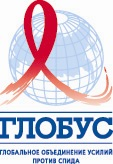 ГЛОБУС
ГЛОБАЛЬНОЕ ОБЪЕДИНЕНИЕ УСИЛИЙ
ПРОТИВ СПИДА